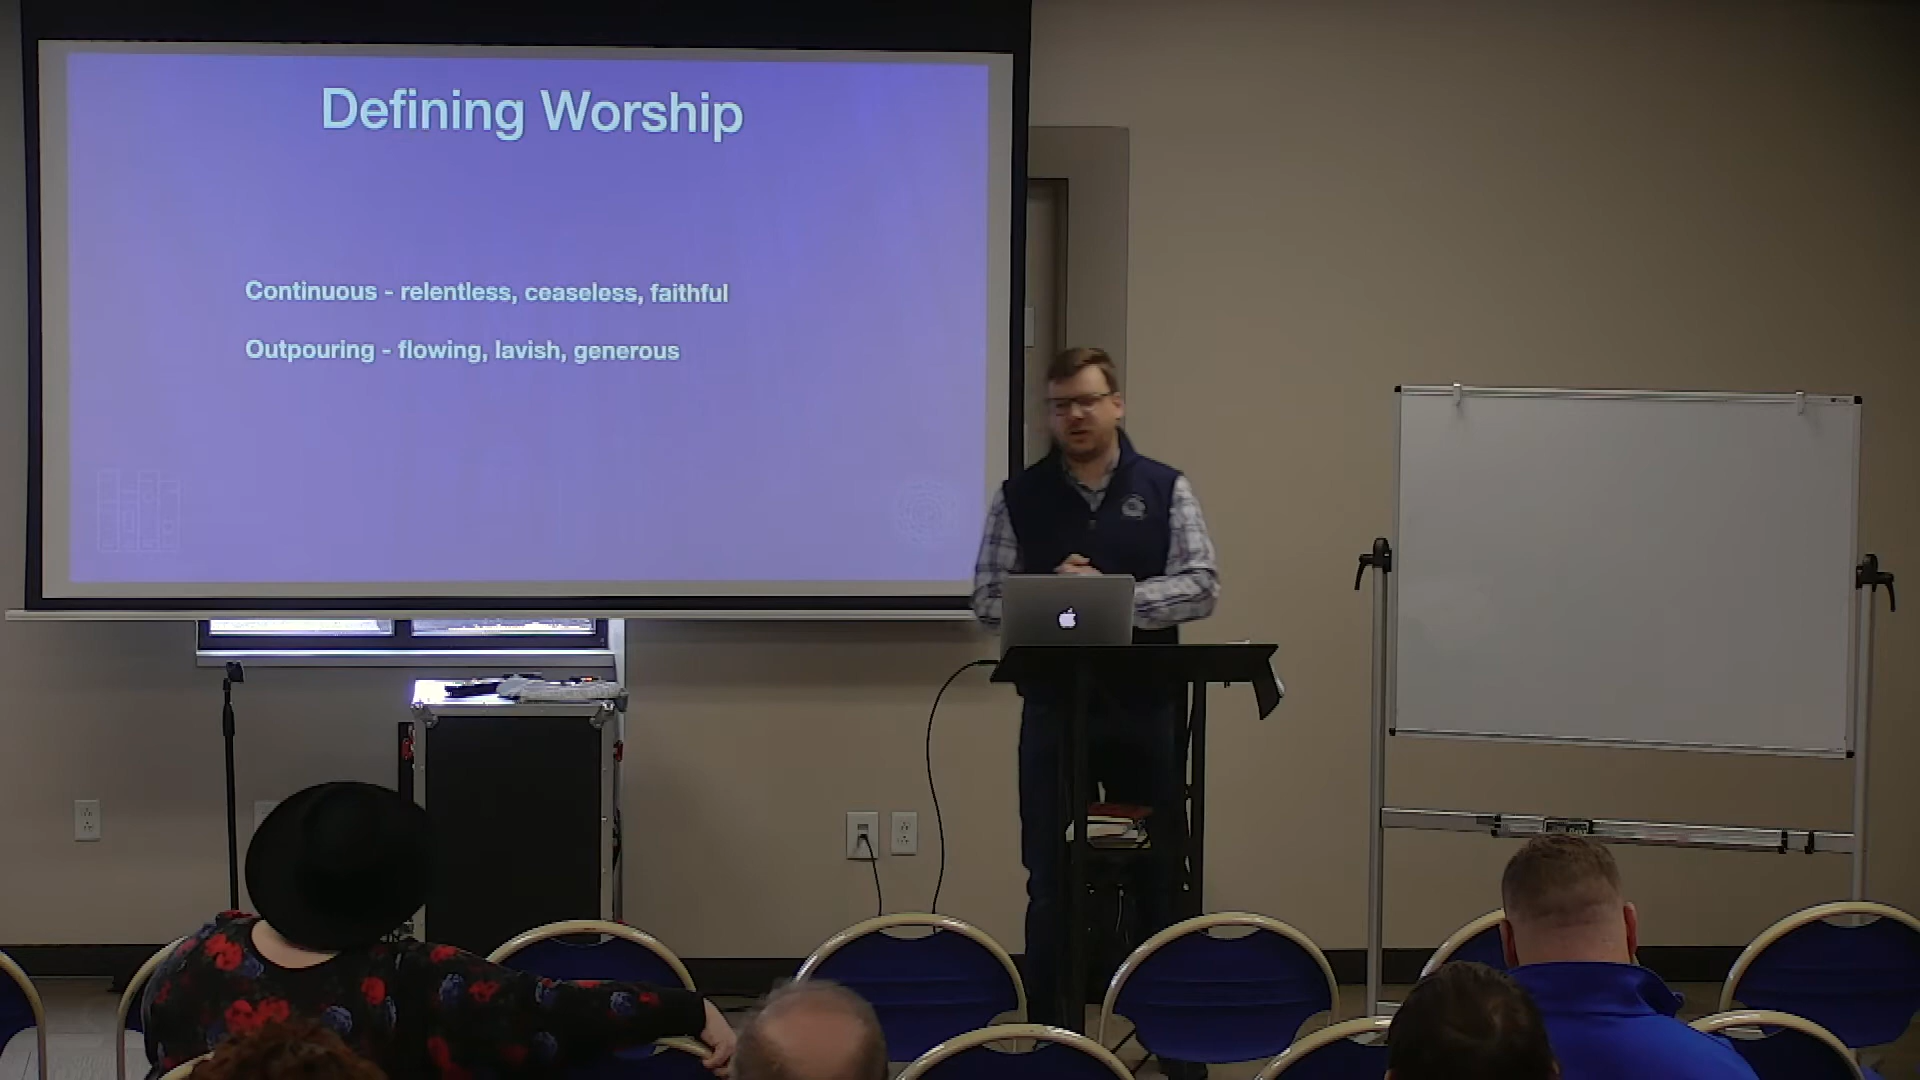 Defining Worship
Continuous - relentless, ceaseless, faithful
Outpouring - flowing, lavish, generous